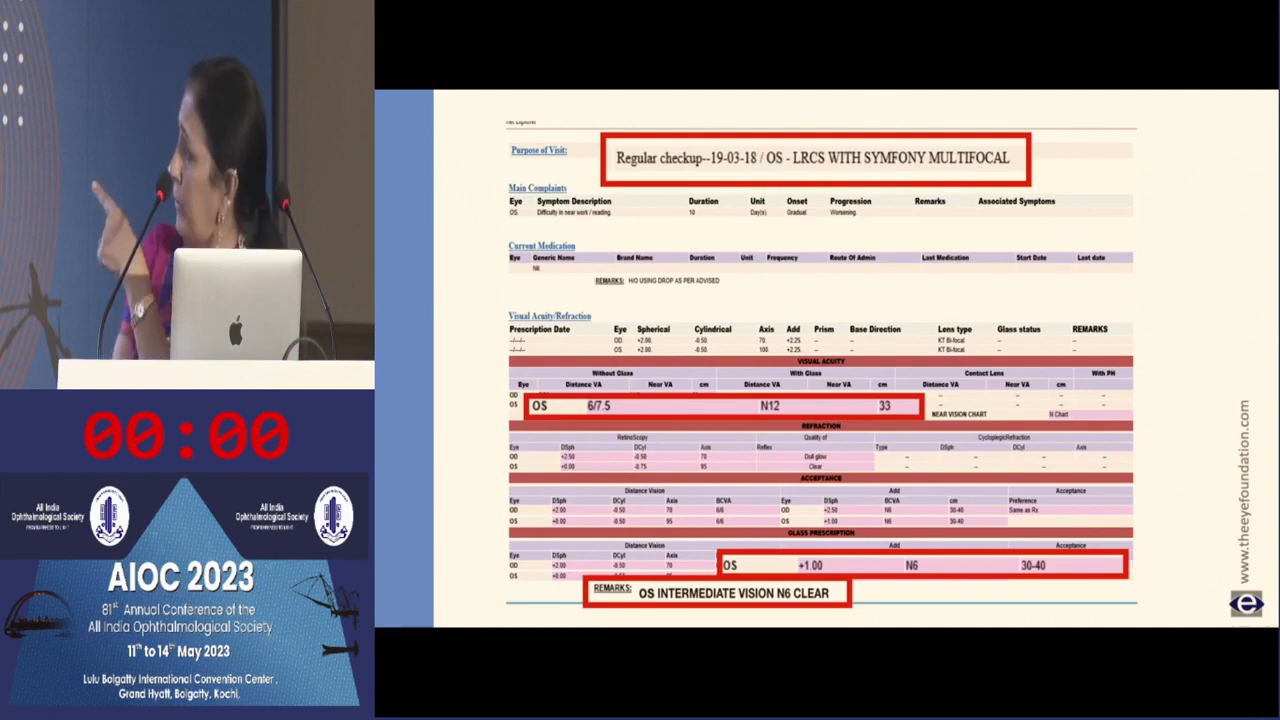 Purpose of Visit:
Regular checkup--19-03-18 / OS - LRCS WITH SYMFONY MULTIFOCAL
Main Complaints
Eye Symptom Description Duration Unit Onset Progression Remarks Associated Symptoms
OS. Difficulty in near work / reading. 10 Day(s). Gradual. Worsening.
Current Medication
Eye Generic Name Brand Name Duration Unit Frequency Route Of Admin Last Medication Start Date Last date
Nil.
REMARKS: H/O USING DROP AS PER ADVISED
Visual Acuity/Refraction
Prescription Date Eye Spherical Cylindrical Axis Add Prism Base Direction Lens type Glass status REMARKS
--/--/-- OD. +2.00. -0.50. 70. +2.25. -- -- KT Bi-focal --
--/--/-- OS. +2.00. -0.50. 100. +2.25. -- -- KT Bi-focal --
VISUAL ACUITY
Without Glass With Glass Contact Lens With PH
Eye Distance VA Near VA cm Distance VA Near VA cm Distance VA Near VA cm
OD
OS OS 6/7.5 N12 33
NEAR VISION CHART N Chart
REFRACTION
RetinoScopy Quality of CycloplegicRefraction
Eye DSph DCyl Axis Reflex Type DSph DCyl Axis
OD +2.50 -0.50 70 Dull glow -- -- --
OS +0.00 -0.75 95 Clear -- -- --
ACCEPTANCE
Distance Vision Add Acceptance
Eye DSph DCyl Axis BCVA Eye DSph BCVA cm Preference
OD +2.00 -0.50 70 6/6 OD +2.50 N6 30-40 Same as Rx.
OS +0.00 -0.50 95 6/6 OS +1.00 N6 30-40
GLASS PRESCRIPTION
Distance Vision Add Acceptance
Eye DSph DCyl Axis
OD +2.00 -0.50 70
OS +0.00
OS +1.00 N6 30-40
REMARKS: OS INTERMEDIATE VISION N6 CLEAR
www.theeyefoundation.com
00:00
All India
Ophthalmological Society
All India
Ophthalmological Society
AIOC 2023
81st Annual Conference of the
All India Ophthalmological Society
11th to 14th May 2023
Lulu Bolgatty International Convention Center,
Grand Hyatt, Bolgatty, Kochi,